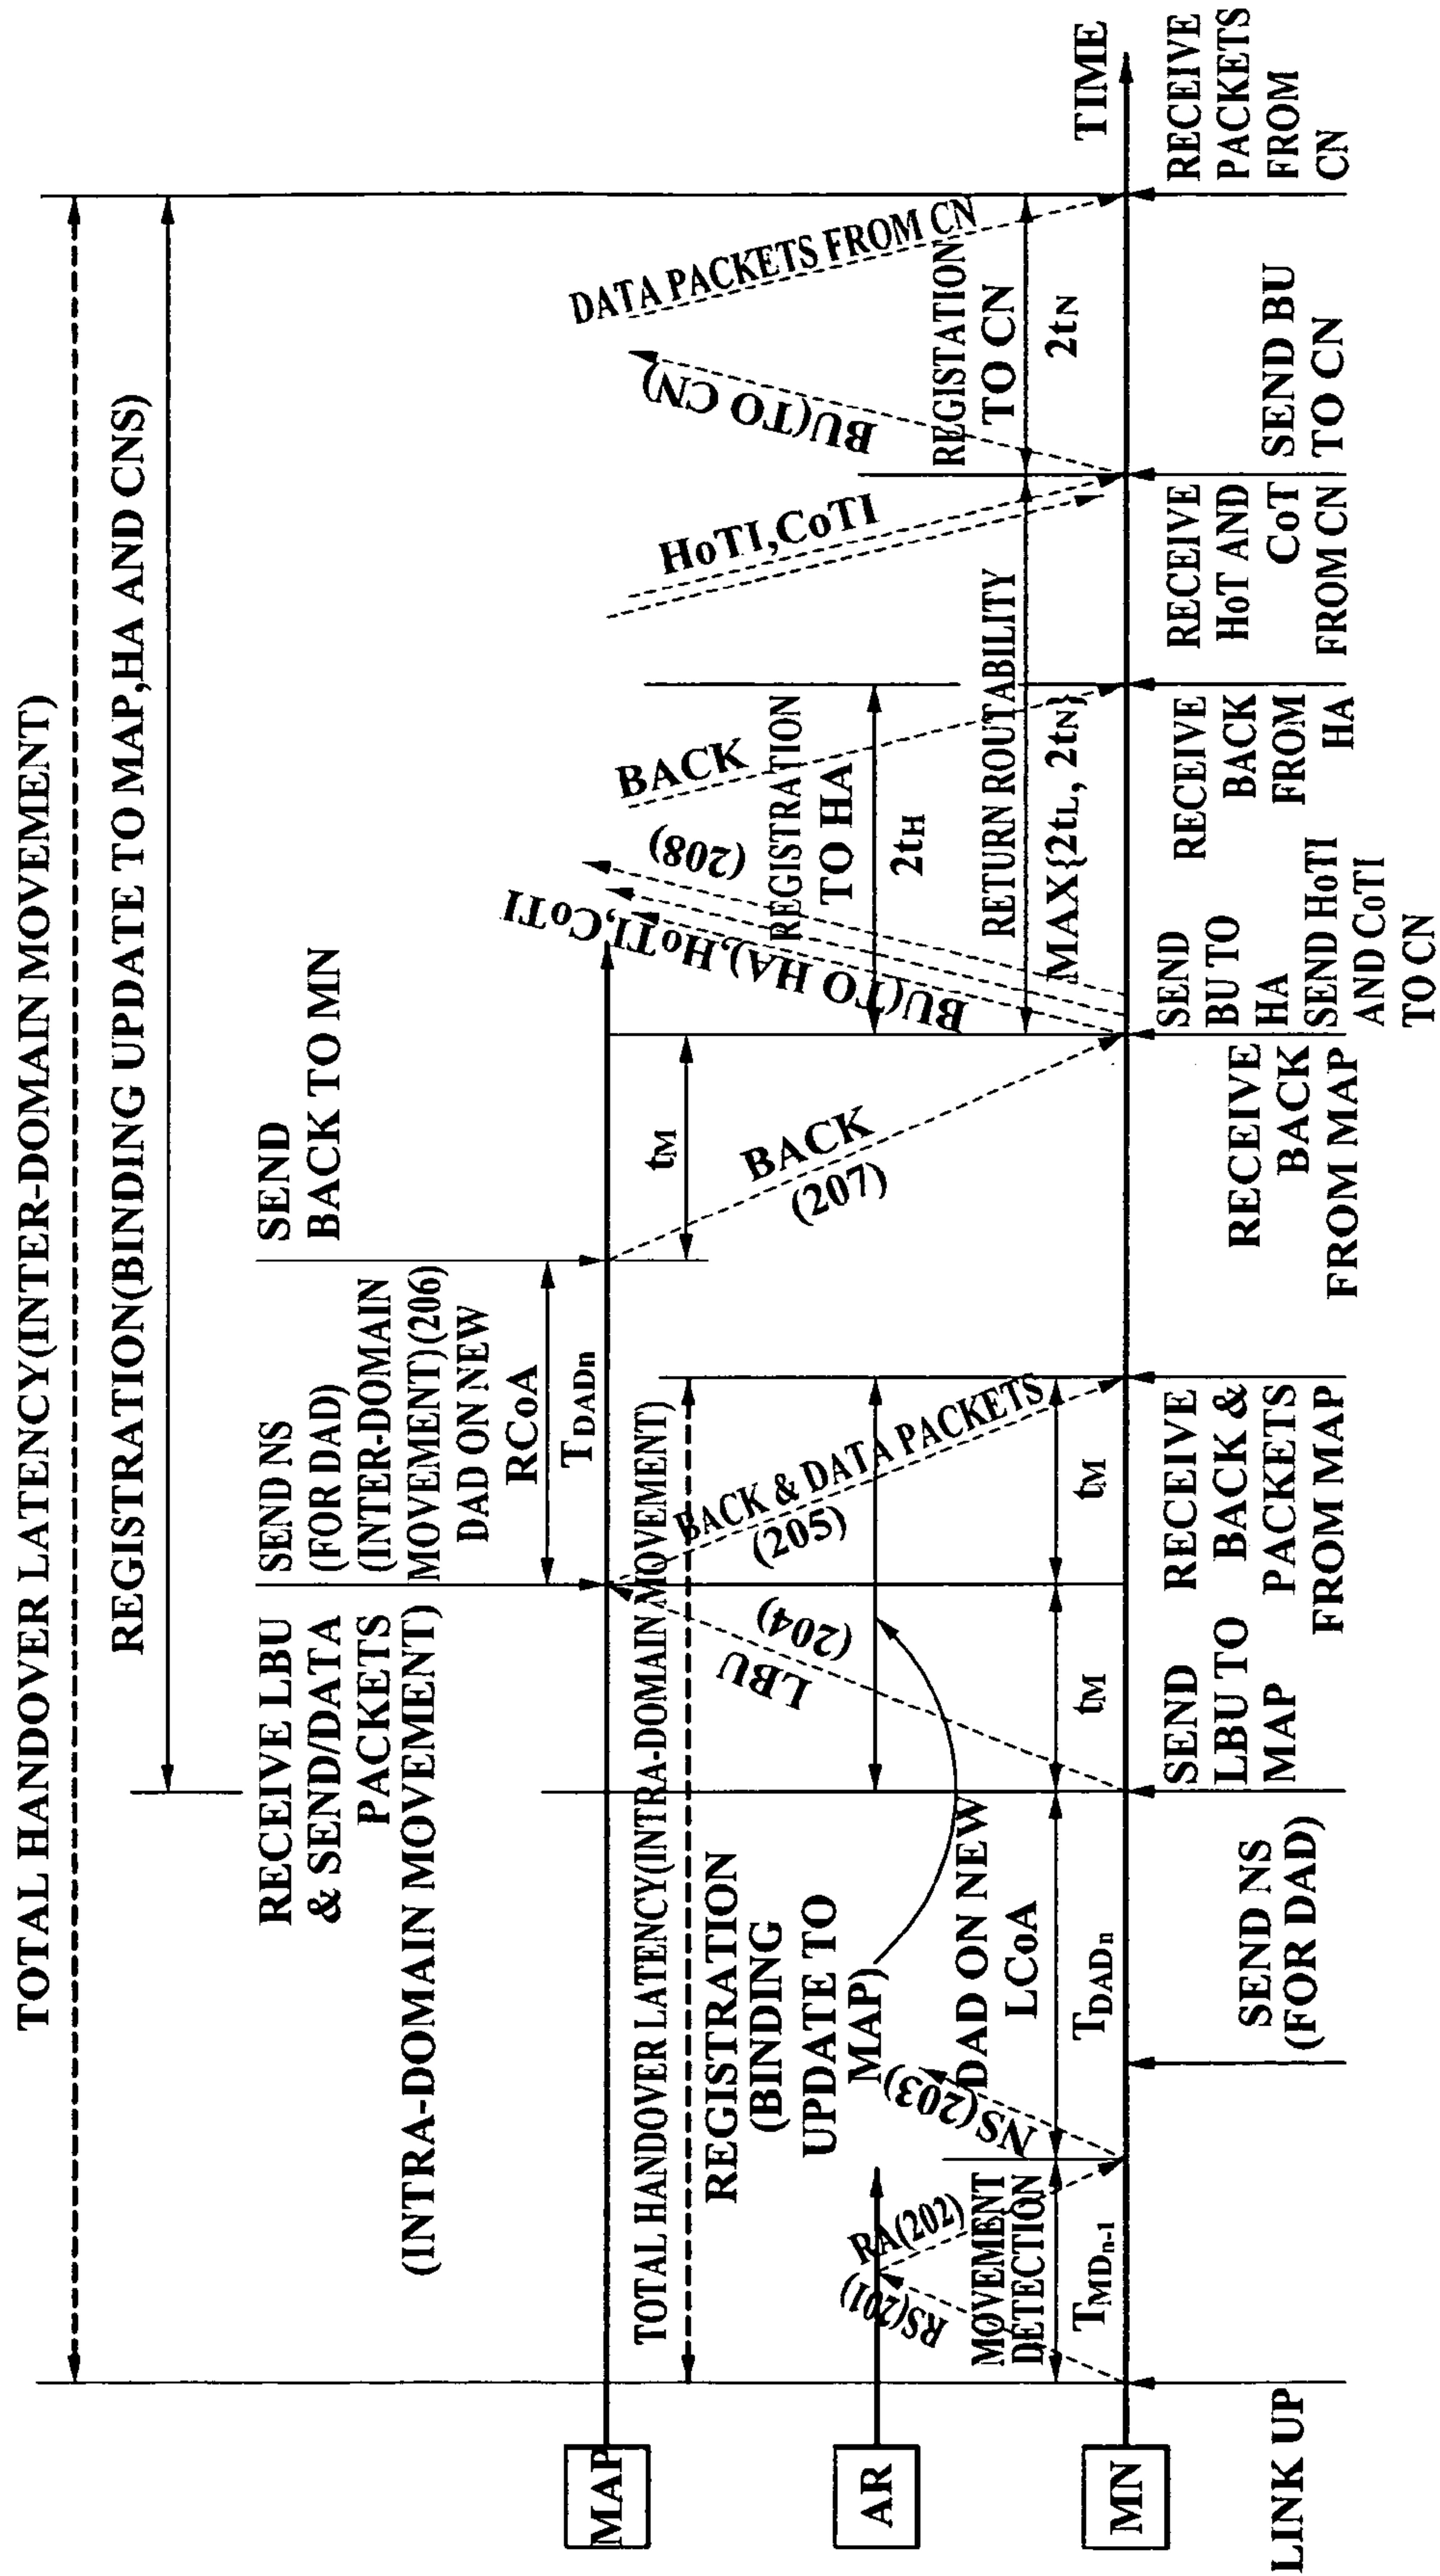 TOTAL HANDOVER LATENCY(INTER-DOMAIN MOVEMENT)
REGISTRATION(BINDING UPDATE TO MAP,HA AND CNS)
RECEIVE LBU
& SEND/DATA
PACKETS
(INTRA-DOMAIN MOVEMENT)
SEND NS
(FOR DAD)
(INTER-DOMAIN
MOVEMENT)(206)
DAD ON NEW
RCoA
TDADn
SEND
BACK TO MN
MAP
TOTAL HANDOVER LATENCY(INTRA-DOMAIN MOVEMENT)
REGISTRATION
(BINDING
UPDATE TO
MAP)
LBU
(204)
BACK & DATA PACKETS
(205)
tM
BACK
(207)
BU(TO HA),HoTI,CoTI
(208)
BACK
REGISTRATION
TO HA
2tH
HoTI,CoTI
BU(TO CN)
DATA PACKETS FROM CN
AR
RS(201)
RA(202)
NS(203)
MOVEMENT
DETECTION
TMDn-1
DAD ON NEW
LCoA
TDADn
tM
tM
RETURN ROUTABILITY
MAX{2tL, 2tN}
REGISTATION
TO CN
2tN
TIME
MN
LINK UP
SEND NS
(FOR DAD)
SEND
LBU TO
MAP
RECEIVE
BACK &
PACKETS
FROM MAP
RECEIVE
BACK
FROM MAP
SEND
BU TO
HA
SEND HoTI
AND CoTI
TO CN
RECEIVE
BACK
FROM
HA
RECEIVE
HoT AND
CoT
FROM CN
SEND BU
TO CN
RECEIVE
PACKETS
FROM
CN